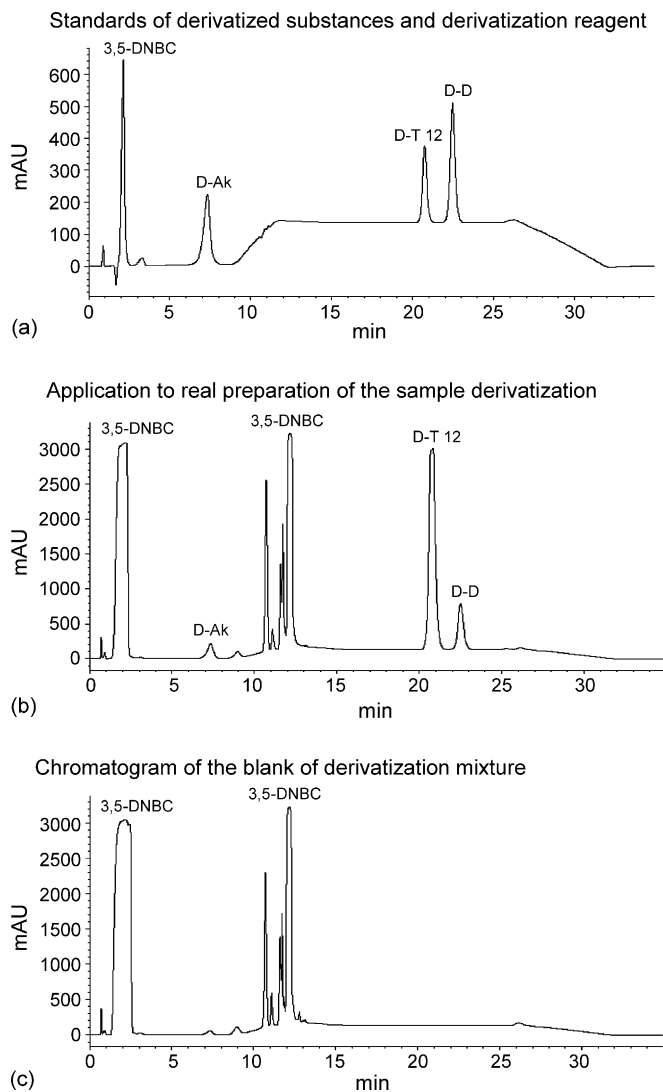 Standards of derivatized substances and derivatization reagent
3,5-DNBC
D-D
D-T 12
D-Ak
600
500
400
300
200
100
0
mAU
0 5 10 15 20 25 30
min
(a)
Application to real preparation of the sample derivatization
3,5-DNBC
3,5-DNBC
D-T 12
D-D
D-Ak
3000
2500
2000
1500
1000
500
0
mAU
0 5 10 15 20 25 30
min
(b)
Chromatogram of the blank of derivatization mixture
3,5-DNBC
3,5-DNBC
3000
2500
2000
1500
1000
500
0
mAU
0 5 10 15 20 25 30
min
(c)